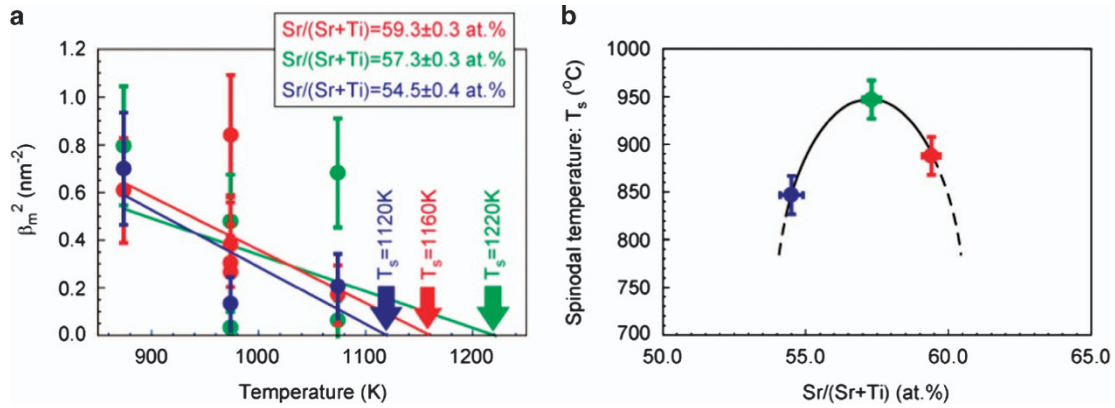 a
Sr/(Sr+Ti)=59.3±0.3 at.%
Sr/(Sr+Ti)=57.3±0.3 at.%
Sr/(Sr+Ti)=54.5±0.4 at.%
1.2
1.0
0.8
0.6
0.4
0.2
0.0
βm² (nm⁻²)
Ts=1120K
Ts=1160K
Ts=1220K
900
1000
1100
1200
Temperature (K)
b
1000
950
900
850
800
750
700
Spinodal temperature: Ts (°C)
50.0
55.0
60.0
65.0
Sr/(Sr+Ti) (at.%)